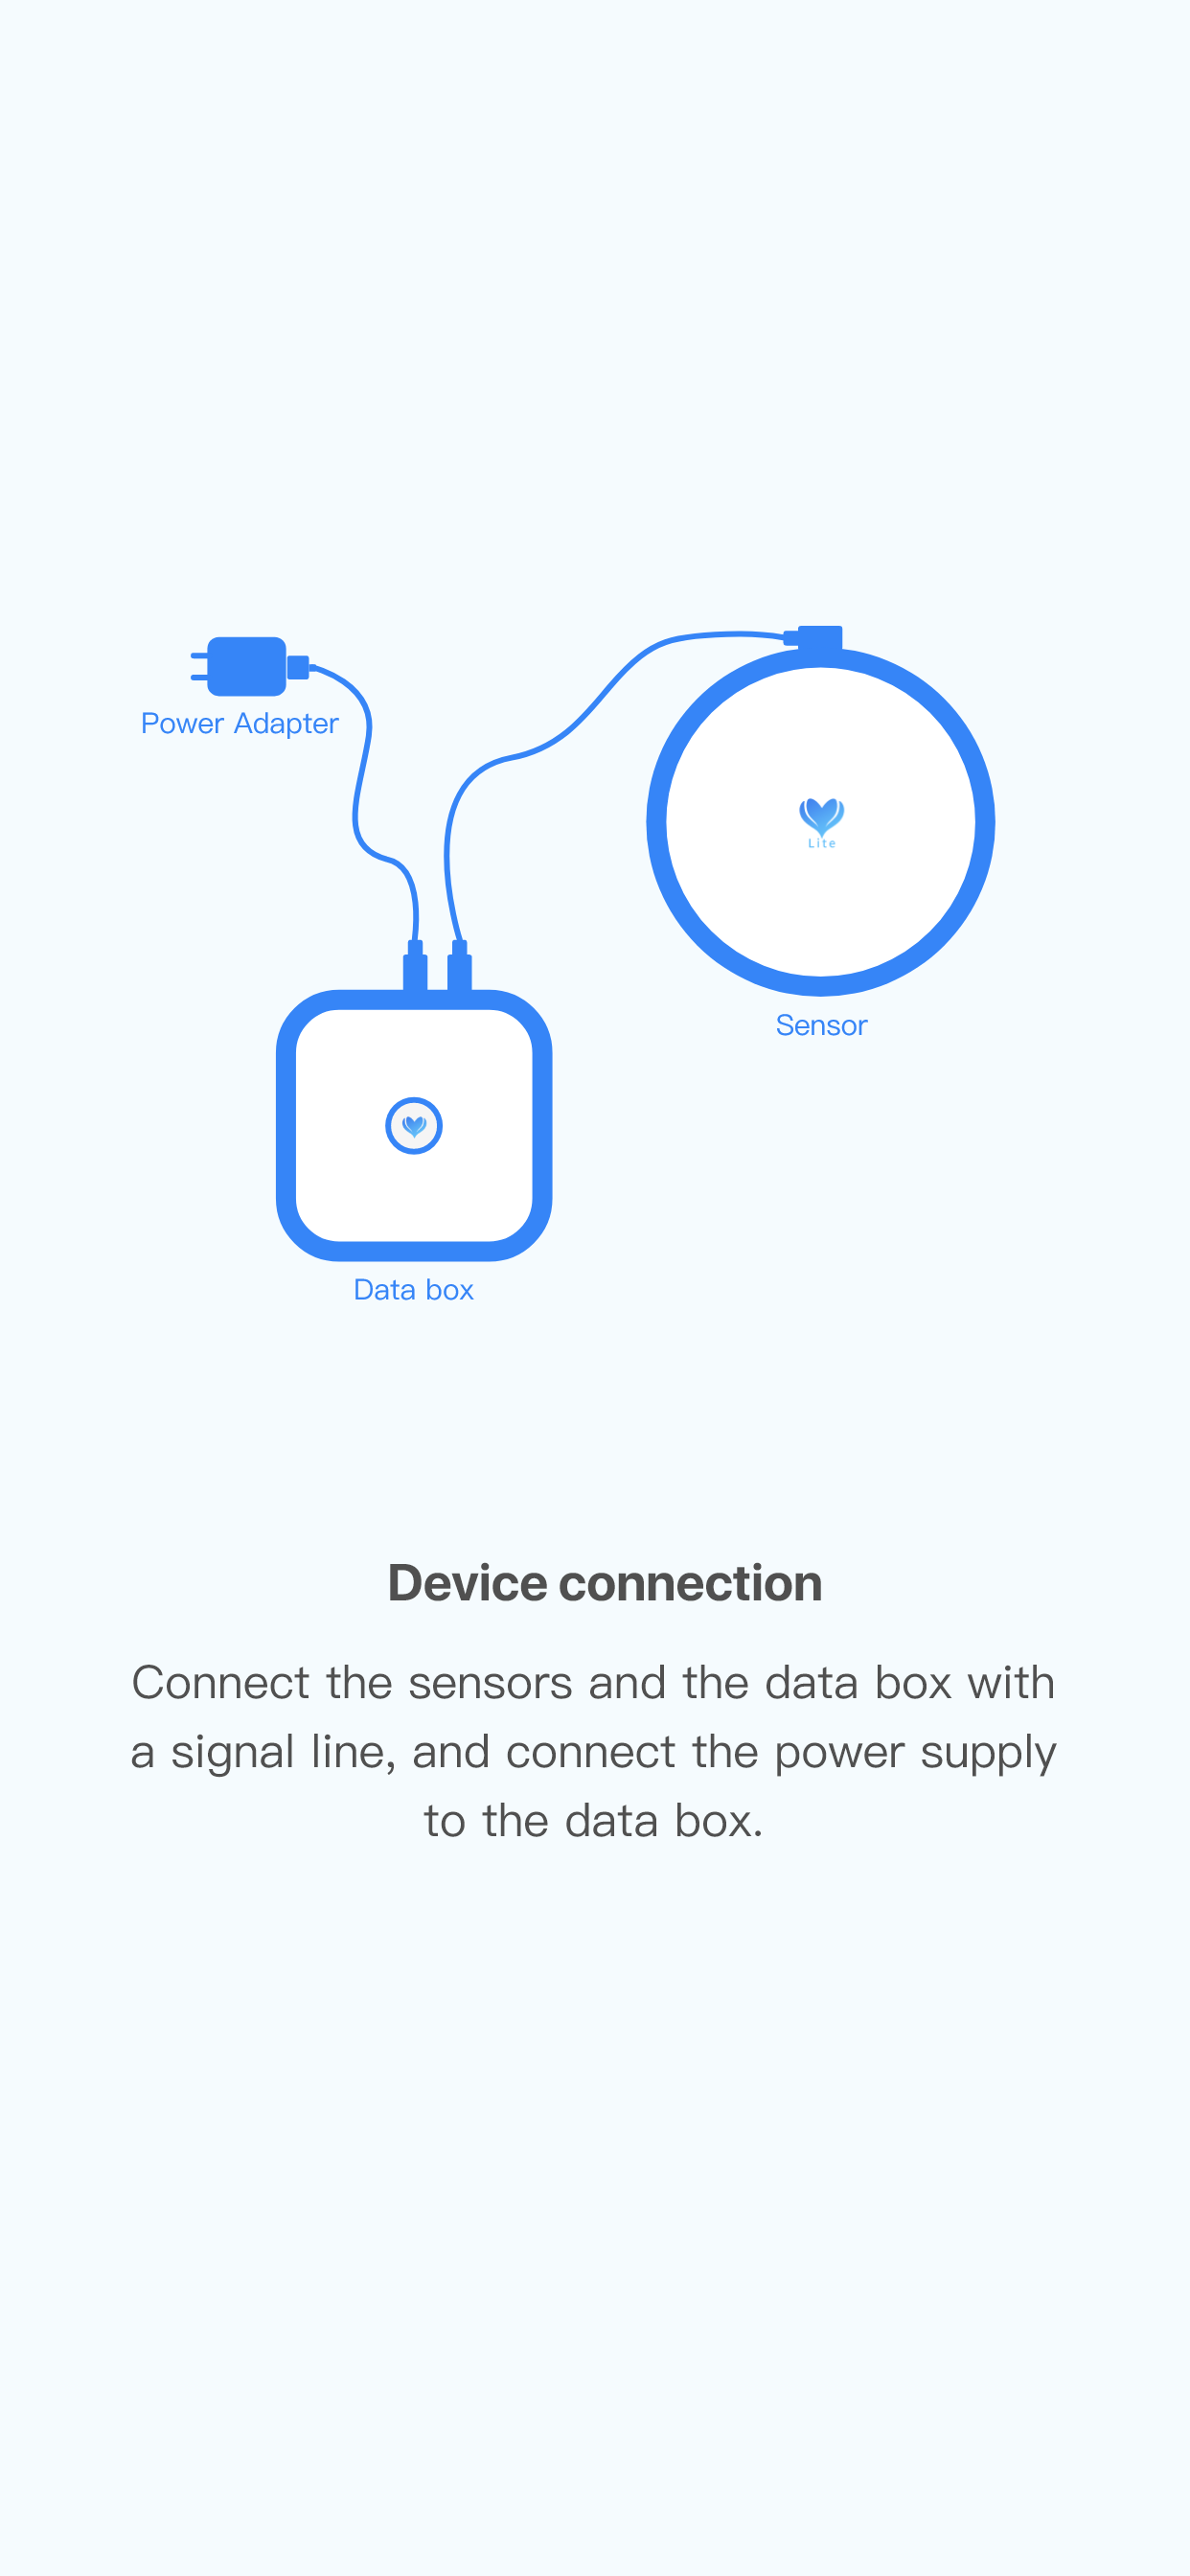 Power Adapter
Lite
Sensor
Data box
Device connection
Connect the sensors and the data box with
a signal line, and connect the power supply
to the data box.